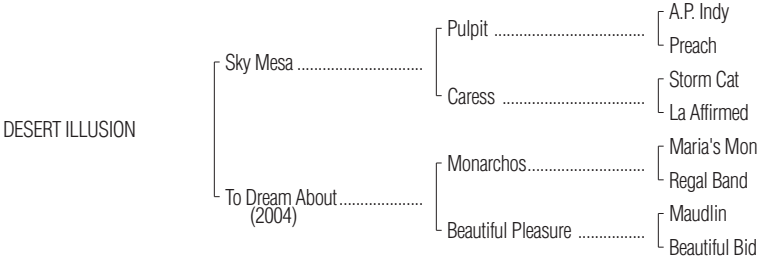 A.P. Indy
Pulpit ....................................
Preach
Sky Mesa ..............................
Storm Cat
Caress ..................................
La Affirmed
DESERT ILLUSION
Maria's Mon
Monarchos............................
Regal Band
To Dream About....................
(2004)
Maudlin
Beautiful Pleasure ................
Beautiful Bid